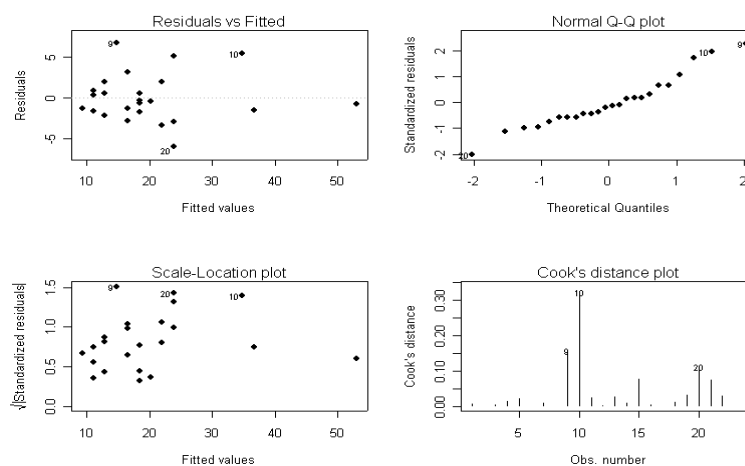 Residuals vs Fitted
Residuals
5
0
-5
9
10
20
10 20 30 40 50
Fitted values
Normal Q-Q plot
Standardized residuals
2
1
0
-1
-2
9
10
20
-2 -1 0 1 2
Theoretical Quantiles
Scale-Location plot
√|Standardized residuals|
1.5
1.0
0.5
0.0
9
20
10
10 20 30 40 50
Fitted values
Cook's distance plot
Cook's distance
0.30
0.20
0.10
0.00
10
9
20
5 10 15 20
Obs. number